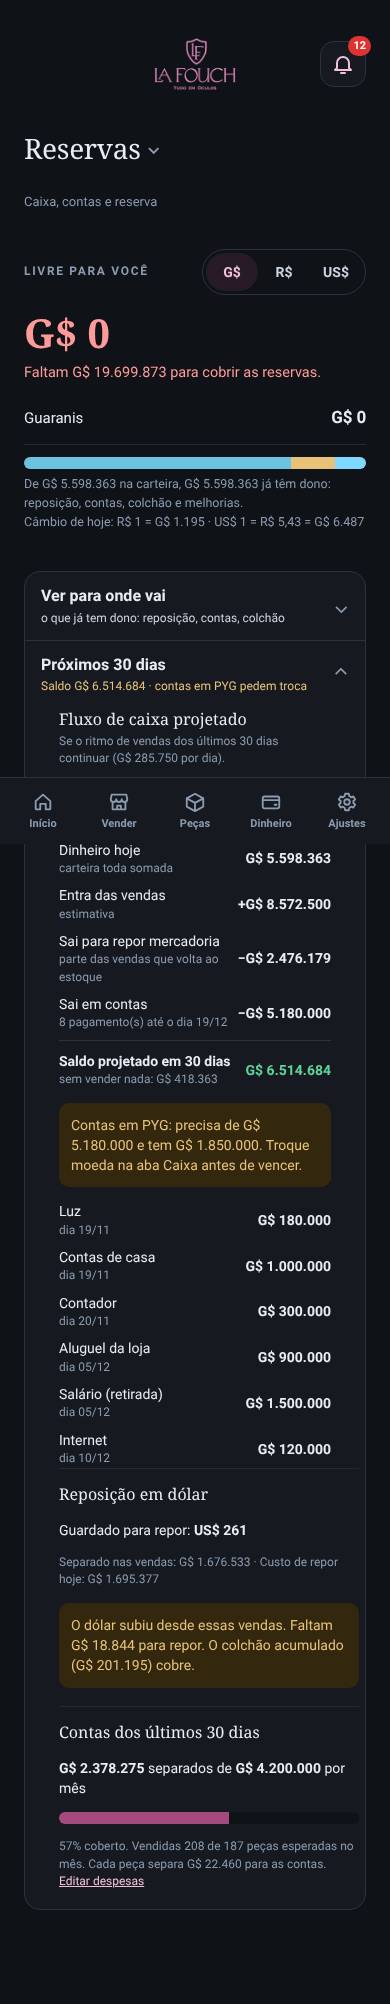 LF
LA FOUCH
TUDO EM ÓCULOS
12
Reservas
Caixa, contas e reserva
LIVRE PARA VOCÊ
G$ R$ US$
G$ 0
Faltam G$ 19.699.873 para cobrir as reservas.
Guaranis G$ 0
De G$ 5.598.363 na carteira, G$ 5.598.363 já têm dono:
reposição, contas, colchão e melhorias.
Câmbio de hoje: R$ 1 = G$ 1.195 · US$ 1 = R$ 5,43 = G$ 6.487
Ver para onde vai
o que já tem dono: reposição, contas, colchão
Próximos 30 dias
Saldo G$ 6.514.684 · contas em PYG pedem troca
Fluxo de caixa projetado
Se o ritmo de vendas dos últimos 30 dias
continuar (G$ 285.750 por dia).
Início Vender Peças Dinheiro Ajustes
Dinheiro hoje G$ 5.598.363
carteira toda somada
Entra das vendas +G$ 8.572.500
estimativa
Sai para repor mercadoria −G$ 2.476.179
parte das vendas que volta ao
estoque
Sai em contas −G$ 5.180.000
8 pagamento(s) até o dia 19/12
Saldo projetado em 30 dias G$ 6.514.684
sem vender nada: G$ 418.363
Contas em PYG: precisa de G$
5.180.000 e tem G$ 1.850.000. Troque
moeda na aba Caixa antes de vencer.
Luz G$ 180.000
dia 19/11
Contas de casa G$ 1.000.000
dia 19/11
Contador G$ 300.000
dia 20/11
Aluguel da loja G$ 900.000
dia 05/12
Salário (retirada) G$ 1.500.000
dia 05/12
Internet G$ 120.000
dia 10/12
Reposição em dólar
Guardado para repor: US$ 261
Separado nas vendas: G$ 1.676.533 · Custo de repor
hoje: G$ 1.695.377
O dólar subiu desde essas vendas. Faltam
G$ 18.844 para repor. O colchão acumulado
(G$ 201.195) cobre.
Contas dos últimos 30 dias
G$ 2.378.275 separados de G$ 4.200.000 por
mês
57% coberto. Vendidas 208 de 187 peças esperadas no
mês. Cada peça separa G$ 22.460 para as contas.
Editar despesas